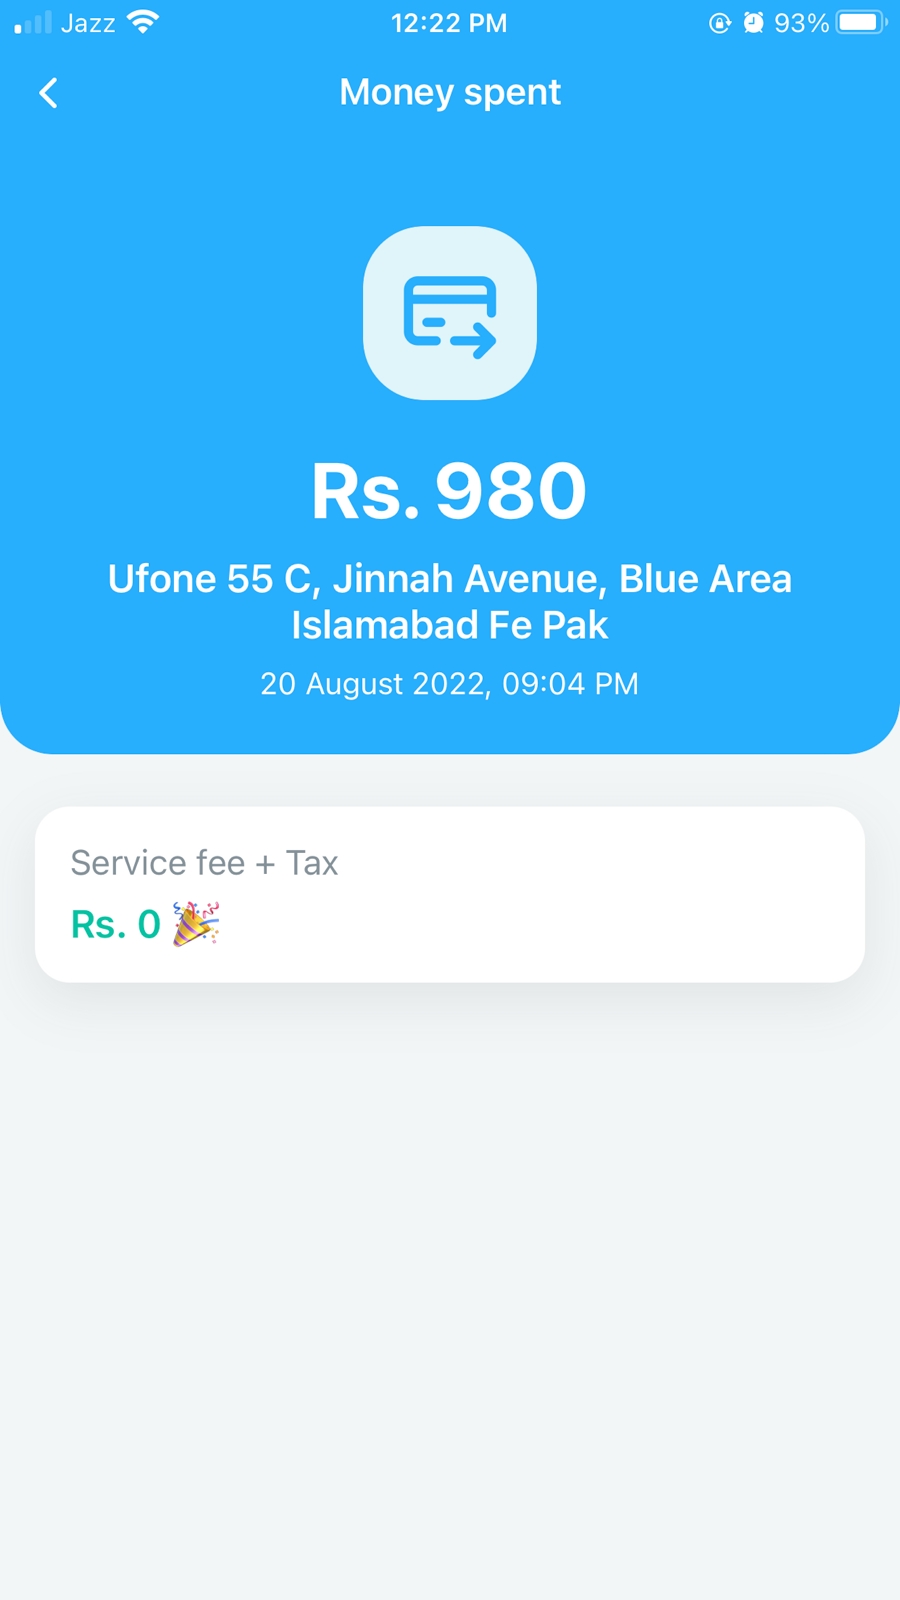 Jazz 12:22 PM 93%
Money spent
Rs. 980
Ufone 55 C, Jinnah Avenue, Blue Area
Islamabad Fe Pak
20 August 2022, 09:04 PM
Service fee + Tax
Rs. 0 🎉